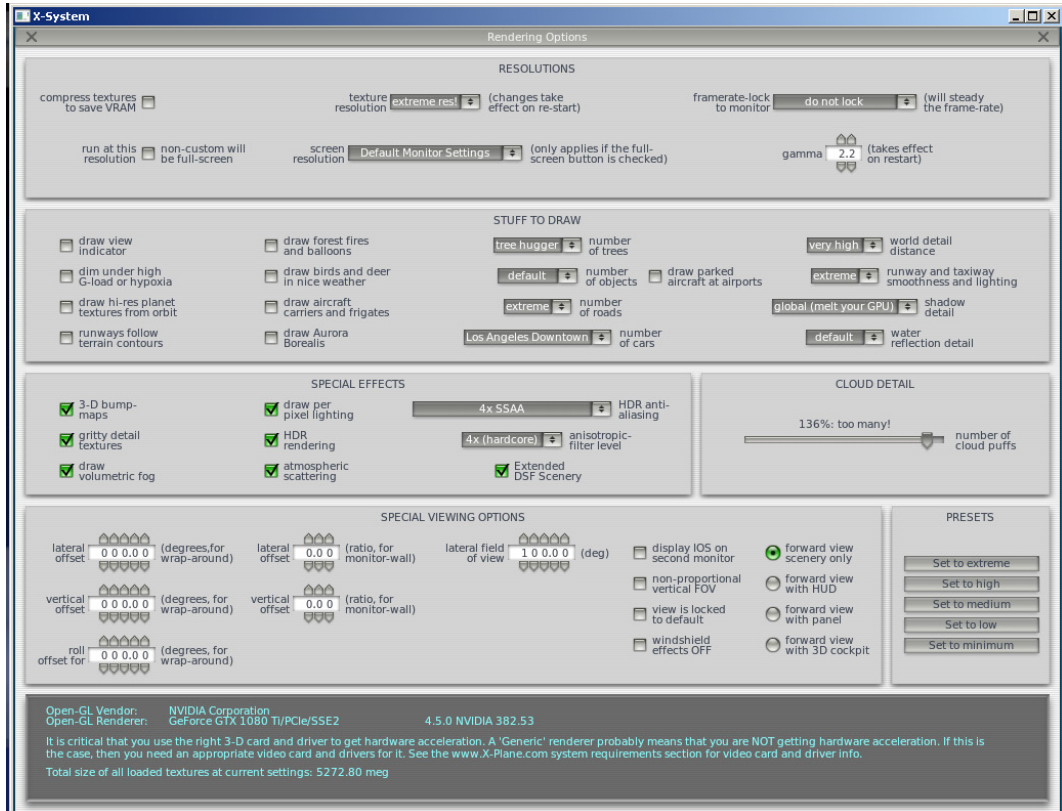 X-System
Rendering Options
RESOLUTIONS
compress textures
to save VRAM
texture
resolution
extreme res!
(changes take
effect on re-start)
framerate-lock
to monitor
do not lock
(will steady
the frame-rate)
run at this
resolution
non-custom will
be full-screen
screen
resolution
Default Monitor Settings
(only applies if the full-
screen button is checked)
gamma
2.2
(takes effect
on restart)
STUFF TO DRAW
draw view
indicator
draw forest fires
and balloons
tree hugger
number
of trees
very high
world detail
distance
dim under high
G-load or hypoxia
draw birds and deer
in nice weather
default
number
of objects
draw parked
aircraft at airports
extreme
runway and taxiway
smoothness and lighting
draw hi-res planet
textures from orbit
draw aircraft
carriers and frigates
extreme
number
of roads
global (melt your GPU)
shadow
detail
runways follow
terrain contours
draw Aurora
Borealis
Los Angeles Downtown
number
of cars
default
water
reflection detail
SPECIAL EFFECTS
3-D bump-
maps
draw per
pixel lighting
4x SSAA
HDR anti-
aliasing
gritty detail
textures
HDR
rendering
4x (hardcore)
anisotropic-
filter level
draw
volumetric fog
atmospheric
scattering
Extended
DSF Scenery
CLOUD DETAIL
136%: too many!
number of
cloud puffs
SPECIAL VIEWING OPTIONS
lateral
offset
0 0 0.0 0
(degrees,for
wrap-around)
lateral
offset
0.0 0
(ratio, for
monitor-wall)
lateral field
of view
1 0 0.0 0
(deg)
display IOS on
second monitor
forward view
scenery only
non-proportional
vertical FOV
forward view
with HUD
vertical
offset
0 0 0.0 0
(degrees, for
wrap-around)
vertical
offset
0.0 0
(ratio, for
monitor-wall)
view is locked
to default
forward view
with panel
roll
offset for
0 0 0.0 0
(degrees, for
wrap-around)
windshield
effects OFF
forward view
with 3D cockpit
PRESETS
Set to extreme
Set to high
Set to medium
Set to low
Set to minimum
Open-GL Vendor: NVIDIA Corporation
Open-GL Renderer: GeForce GTX 1080 Ti/PCIe/SSE2 4.5.0 NVIDIA 382.53
It is critical that you use the right 3-D card and driver to get hardware acceleration. A 'Generic' renderer probably means that you are NOT getting hardware acceleration. If this is
the case, then you need an appropriate video card and drivers for it. See the www.X-Plane.com system requirements section for video card and driver info.
Total size of all loaded textures at current settings: 5272.80 meg